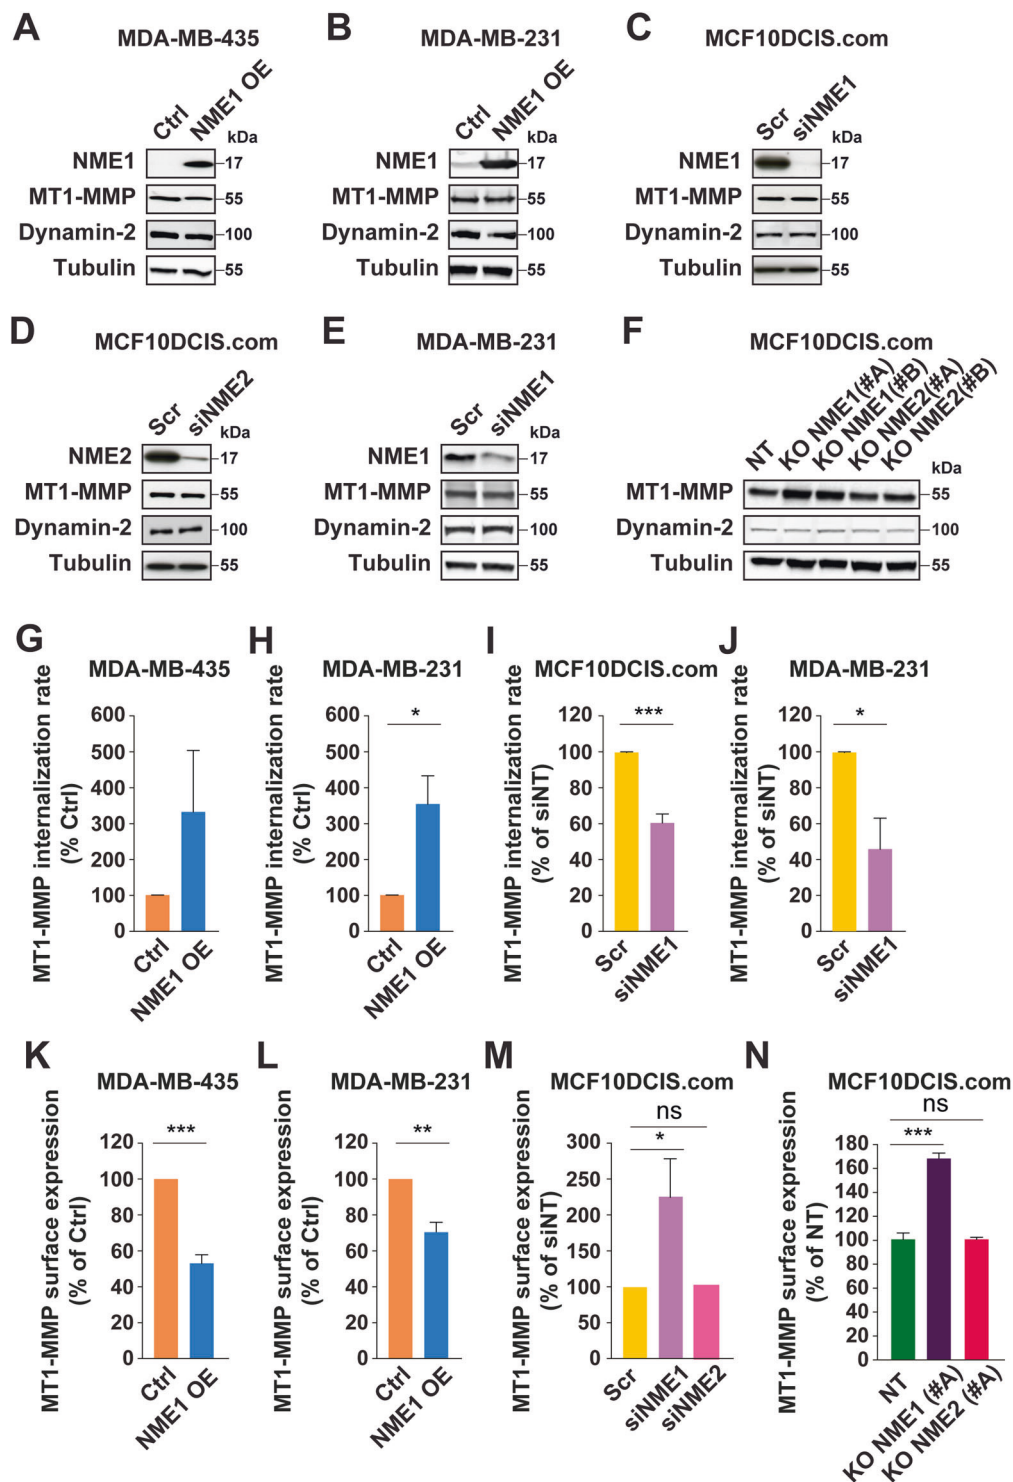 A
MDA-MB-435
Ctrl
NME1 OE
kDa
NME1
17
MT1-MMP
55
Dynamin-2
100
Tubulin
55
B
MDA-MB-231
Ctrl
NME1 OE
kDa
NME1
17
MT1-MMP
55
Dynamin-2
100
Tubulin
55
C
MCF10DCIS.com
Scr
siNME1
kDa
NME1
17
MT1-MMP
55
Dynamin-2
100
Tubulin
55
D
MCF10DCIS.com
Scr
siNME2
kDa
NME2
17
MT1-MMP
55
Dynamin-2
100
Tubulin
55
E
MDA-MB-231
Scr
siNME1
kDa
NME1
17
MT1-MMP
55
Dynamin-2
100
Tubulin
55
F
MCF10DCIS.com
NT
KO NME1(#A)
KO NME1(#B)
KO NME2(#A)
KO NME2(#B)
kDa
MT1-MMP
55
Dynamin-2
100
Tubulin
55
G
MDA-MB-435
MT1-MMP internalization rate
(% Ctrl)
600
500
400
300
200
100
0
Ctrl
NME1 OE
H
MDA-MB-231
MT1-MMP internalization rate
(% Ctrl)
600
500
400
300
200
100
0
*
Ctrl
NME1 OE
I
MCF10DCIS.com
MT1-MMP internalization rate
(% of siNT)
120
100
80
60
40
20
0
***
Scr
siNME1
J
MDA-MB-231
MT1-MMP internalization rate
(% of siNT)
120
100
80
60
40
20
0
*
Scr
siNME1
K
MDA-MB-435
MT1-MMP surface expression
(% of Ctrl)
120
100
80
60
40
20
0
***
Ctrl
NME1 OE
L
MDA-MB-231
MT1-MMP surface expression
(% of Ctrl)
120
100
80
60
40
20
0
**
Ctrl
NME1 OE
M
MCF10DCIS.com
MT1-MMP surface expression
(% of siNT)
300
250
200
150
100
50
0
ns
*
Scr
siNME1
siNME2
N
MCF10DCIS.com
MT1-MMP surface expression
(% of NT)
180
160
140
120
100
80
60
40
20
0
ns
***
NT
KO NME1 (#A)
KO NME2 (#A)